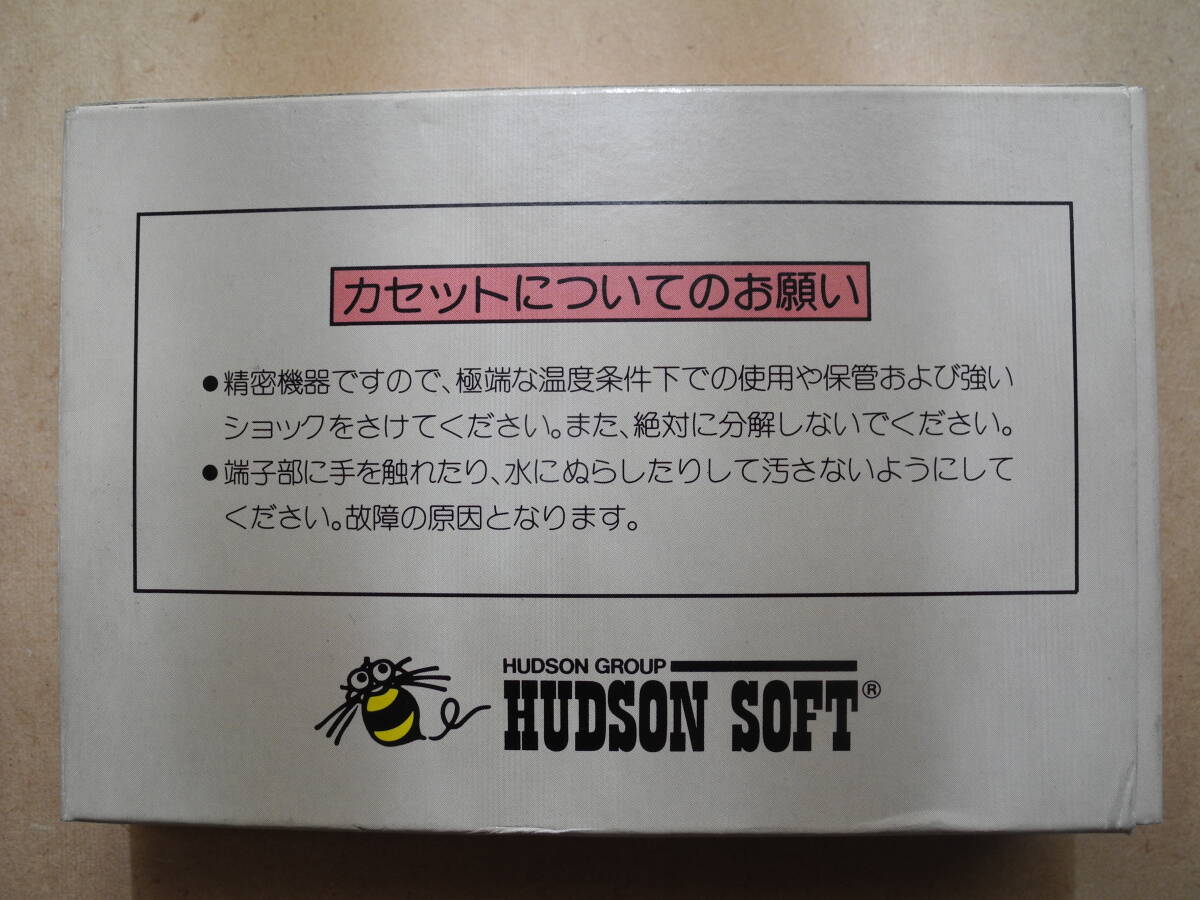 カセットについてのお願い
●精密機器ですので、極端な温度条件下での使用や保管および強い
ショックをさけてください。また、絶対に分解しないでください。
●端子部に手を触れたり、水にぬらしたりして汚さないようにして
ください。故障の原因となります。
HUDSON GROUP
HUDSON SOFT®